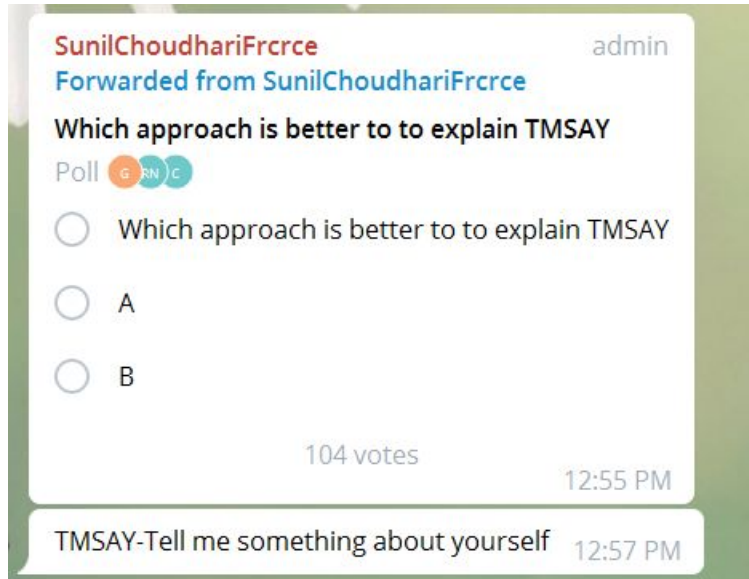 SunilChoudhariFrcrce admin
Forwarded from SunilChoudhariFrcrce
Which approach is better to to explain TMSAY
Poll G RN C
Which approach is better to to explain TMSAY
A
B
104 votes
12:55 PM
TMSAY-Tell me something about yourself 12:57 PM